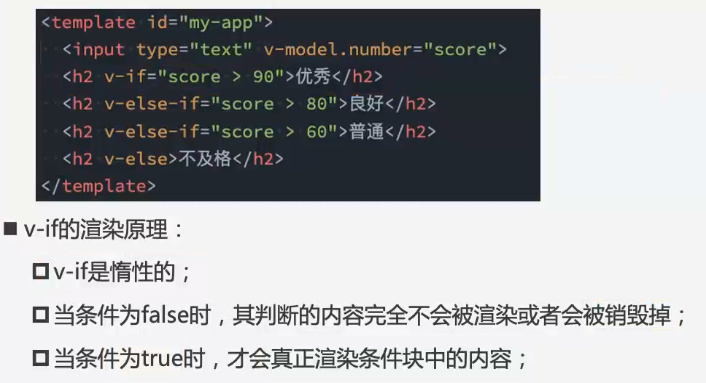 <template id="my-app">
  <input type="text" v-model.number="score">
  <h2 v-if="score > 90">优秀</h2>
  <h2 v-else-if="score > 80">良好</h2>
  <h2 v-else-if="score > 60">普通</h2>
  <h2 v-else>不及格</h2>
</template>
v-if的渲染原理：
v-if是惰性的；
当条件为false时，其判断的内容完全不会被渲染或者会被销毁掉；
当条件为true时，才会真正渲染条件块中的内容；